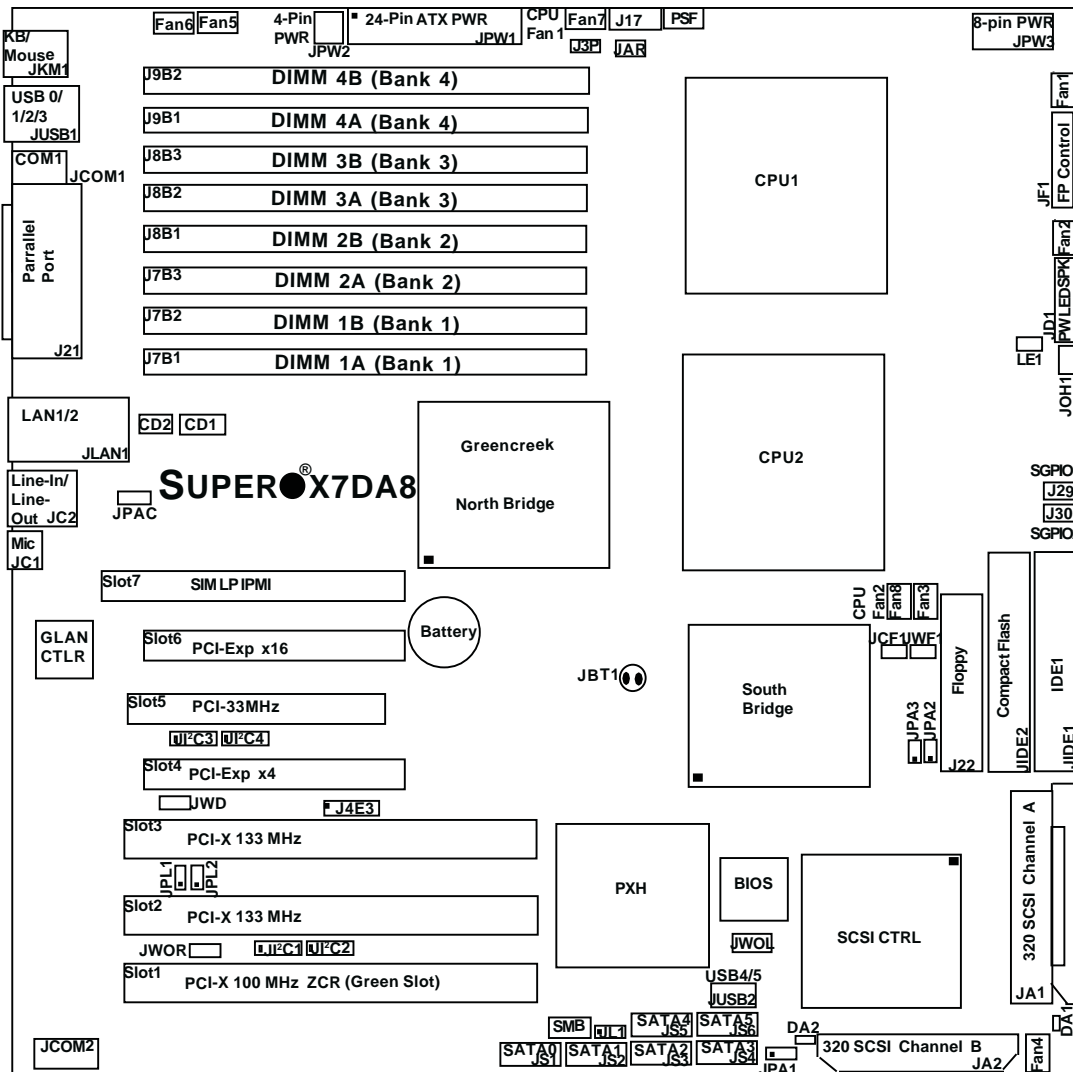 Fan6 Fan5
4-Pin
PWR
JPW2
24-Pin ATX PWR
JPW1
CPU
Fan 1
Fan7
J17
PSF
J3P
JAR
8-pin PWR
JPW3
KB/
Mouse
JKM1
USB 0/
1/2/3
JUSB1
COM1
JCOM1
Parrallel
Port
J21
J9B2 DIMM 4B (Bank 4)
J9B1 DIMM 4A (Bank 4)
J8B3 DIMM 3B (Bank 3)
J8B2 DIMM 3A (Bank 3)
J8B1 DIMM 2B (Bank 2)
J7B3 DIMM 2A (Bank 2)
J7B2 DIMM 1B (Bank 1)
J7B1 DIMM 1A (Bank 1)
CPU1
Fan1
JF1
FP Control
Fan2
JD1
PWLEDSPK
LE1
JOH1
LAN1/2
JLAN1
CD2 CD1
Line-In/
Line-
Out JC2
Mic
JC1
JPAC
SUPER●®X7DA8
Greencreek
North Bridge
CPU2
SGPIO
J29
J30
SGPIO
Slot7 SIMLP IPMI
GLAN
CTLR
Slot6 PCI-Exp x16
Battery
Slot5 PCI-33MHz
JI²C3 JI²C4
Slot4 PCI-Exp x4
JWD
J4E3
Slot3 PCI-X 133 MHz
JPL1 JPL2
Slot2 PCI-X 133 MHz
JWOR
JI²C1 JI²C2
Slot1 PCI-X 100 MHz ZCR (Green Slot)
JCOM2
JBT1
South
Bridge
CPU
Fan2
Fan8
Fan3
JCF1 JWF1
JPA3
JPA2
Floppy
J22
Compact Flash
JIDE2
IDE1
JIDE1
PXH
BIOS
JWOL
USB4/5
JUSB2
SCSI CTRL
320 SCSI Channel A
JA1
DA1
SMB
JL1
SATA4
JS5
SATA5
JS6
SATA0
JS1
SATA1
JS2
SATA2
JS3
SATA3
JS4
DA2
JPA1
320 SCSI Channel B
JA2
Fan4